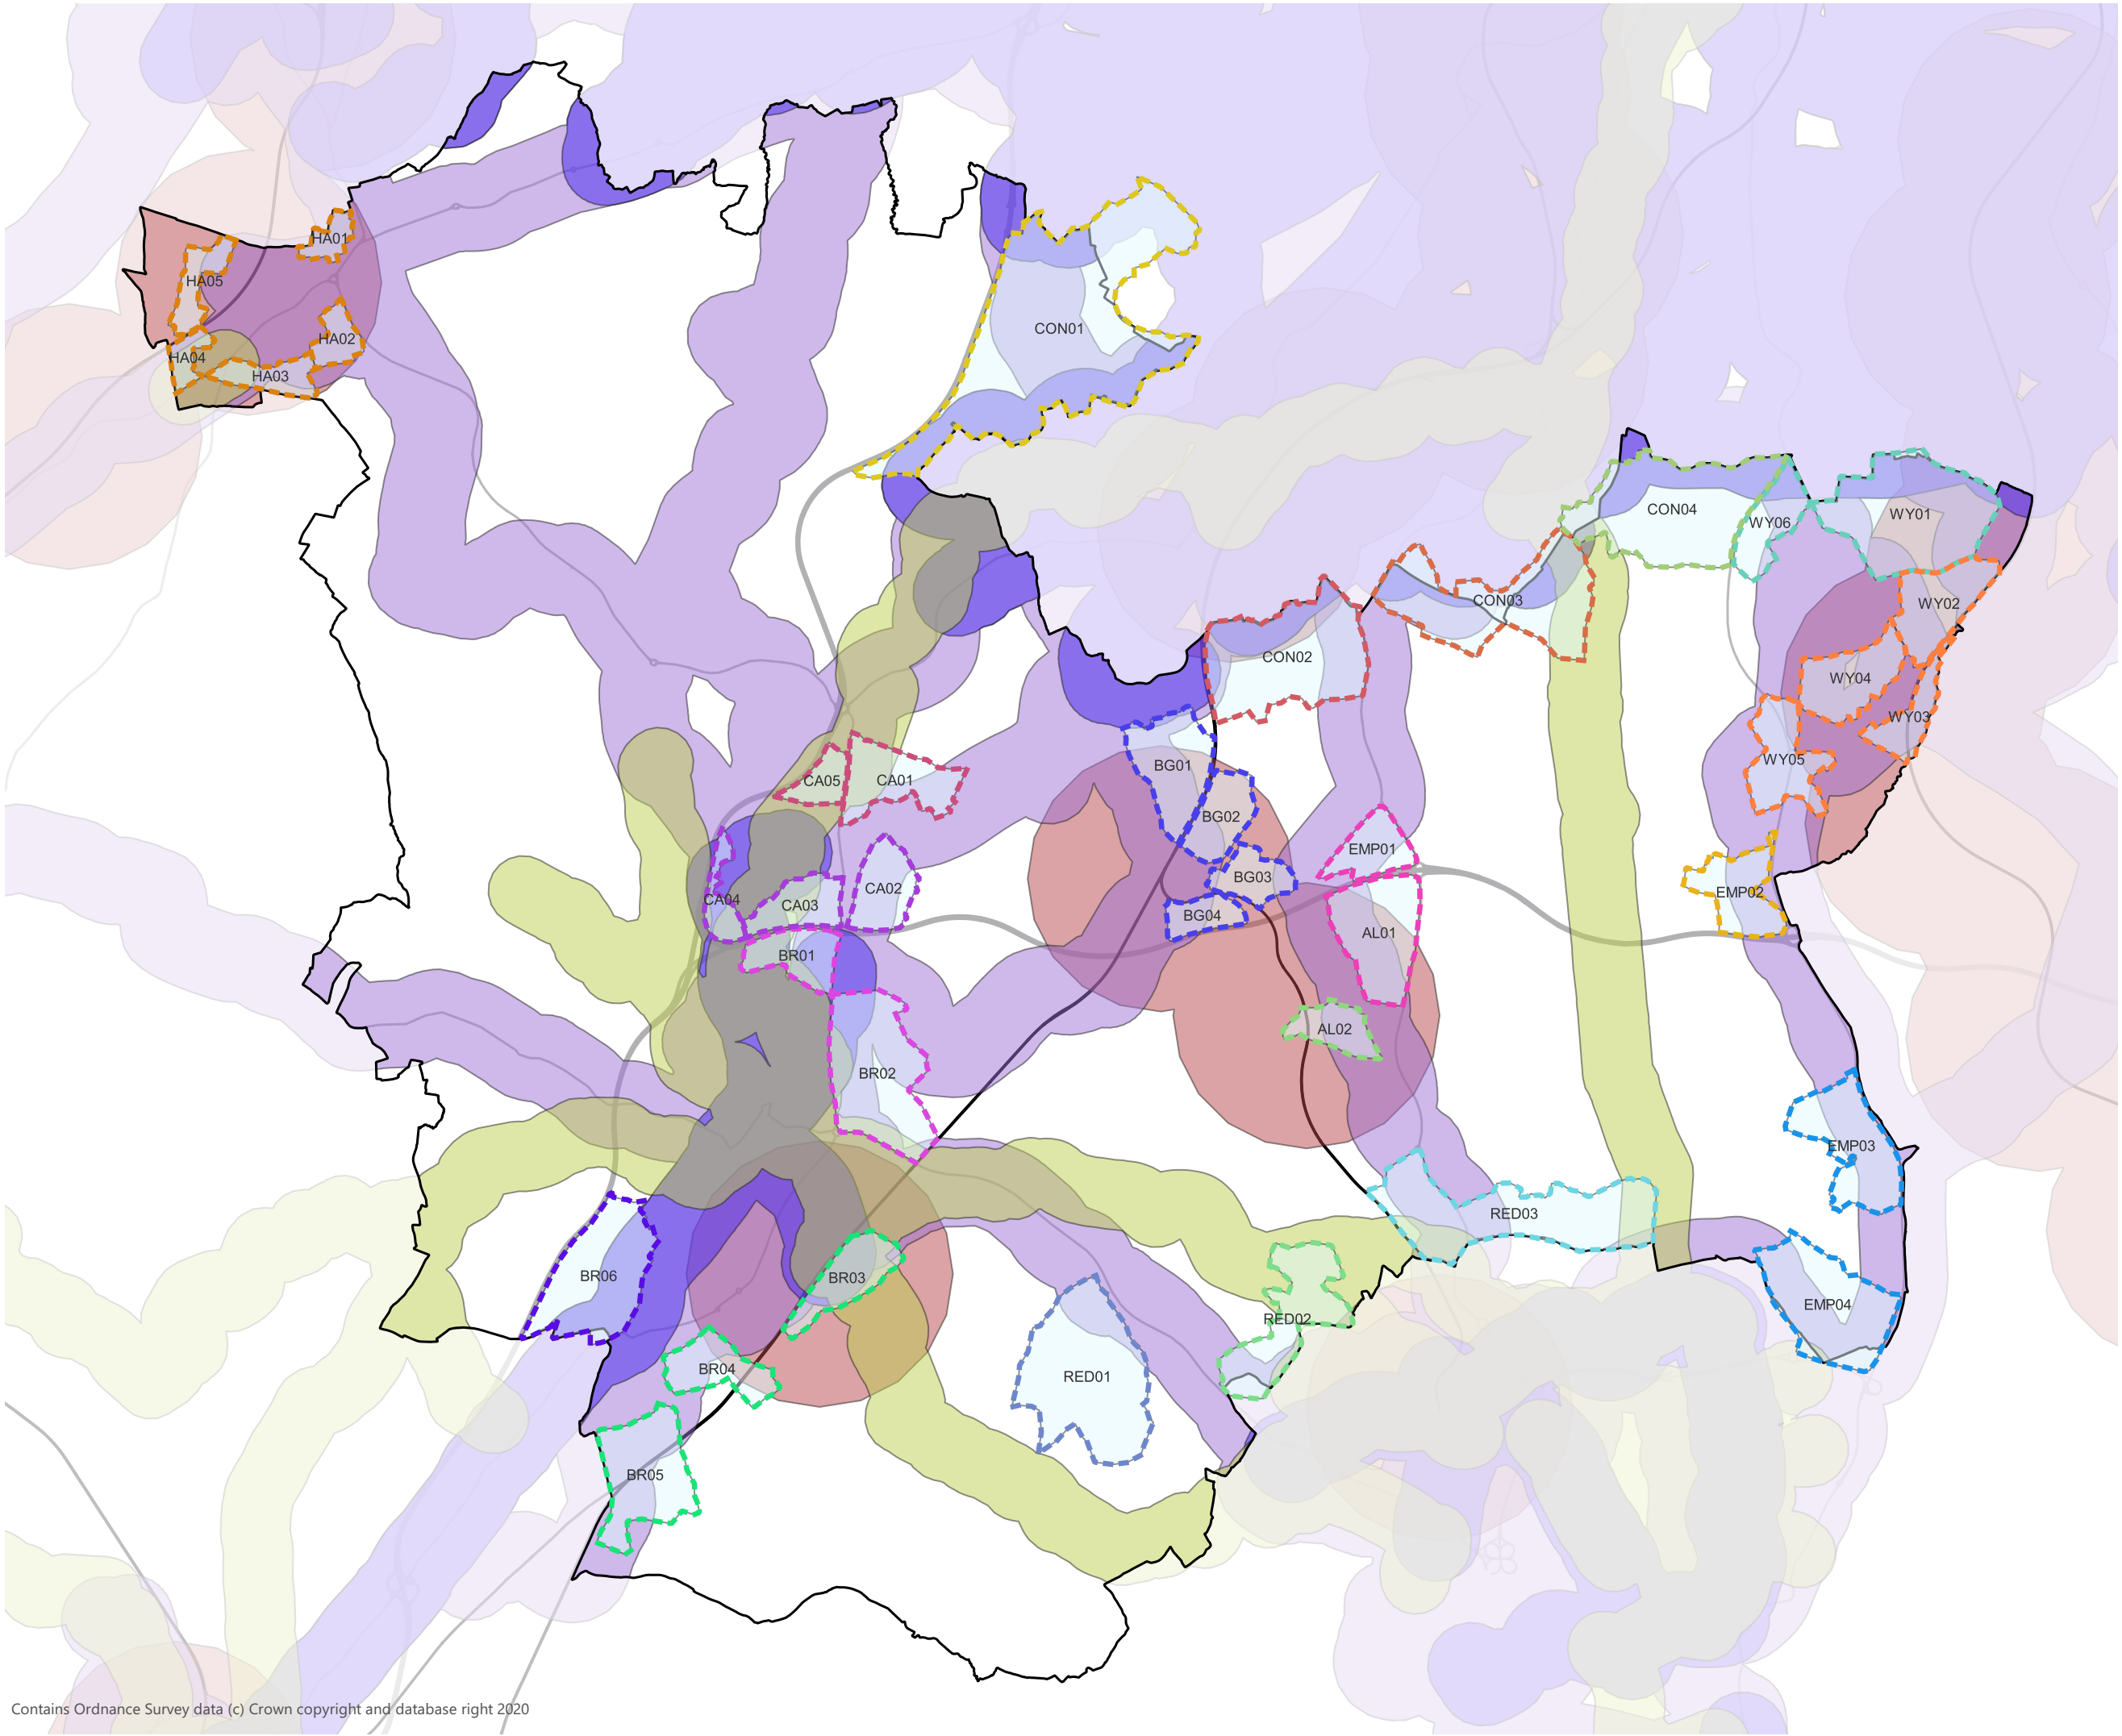 HA01
HA05
CON01
HA02
HA04
HA03
CON04
WY01
WY06
CON03
WY02
CON02
WY04
WY03
WY05
BG01
CA05
CA01
BG02
EMP01
BG03
CA02
EMP02
CA04
CA03
BG04
AL01
BR01
AL02
BR02
EMP03
RED03
BR06
BR03
EMP04
RED02
BR04
RED01
BR05
Contains Ordnance Survey data (c) Crown copyright and database right 2020